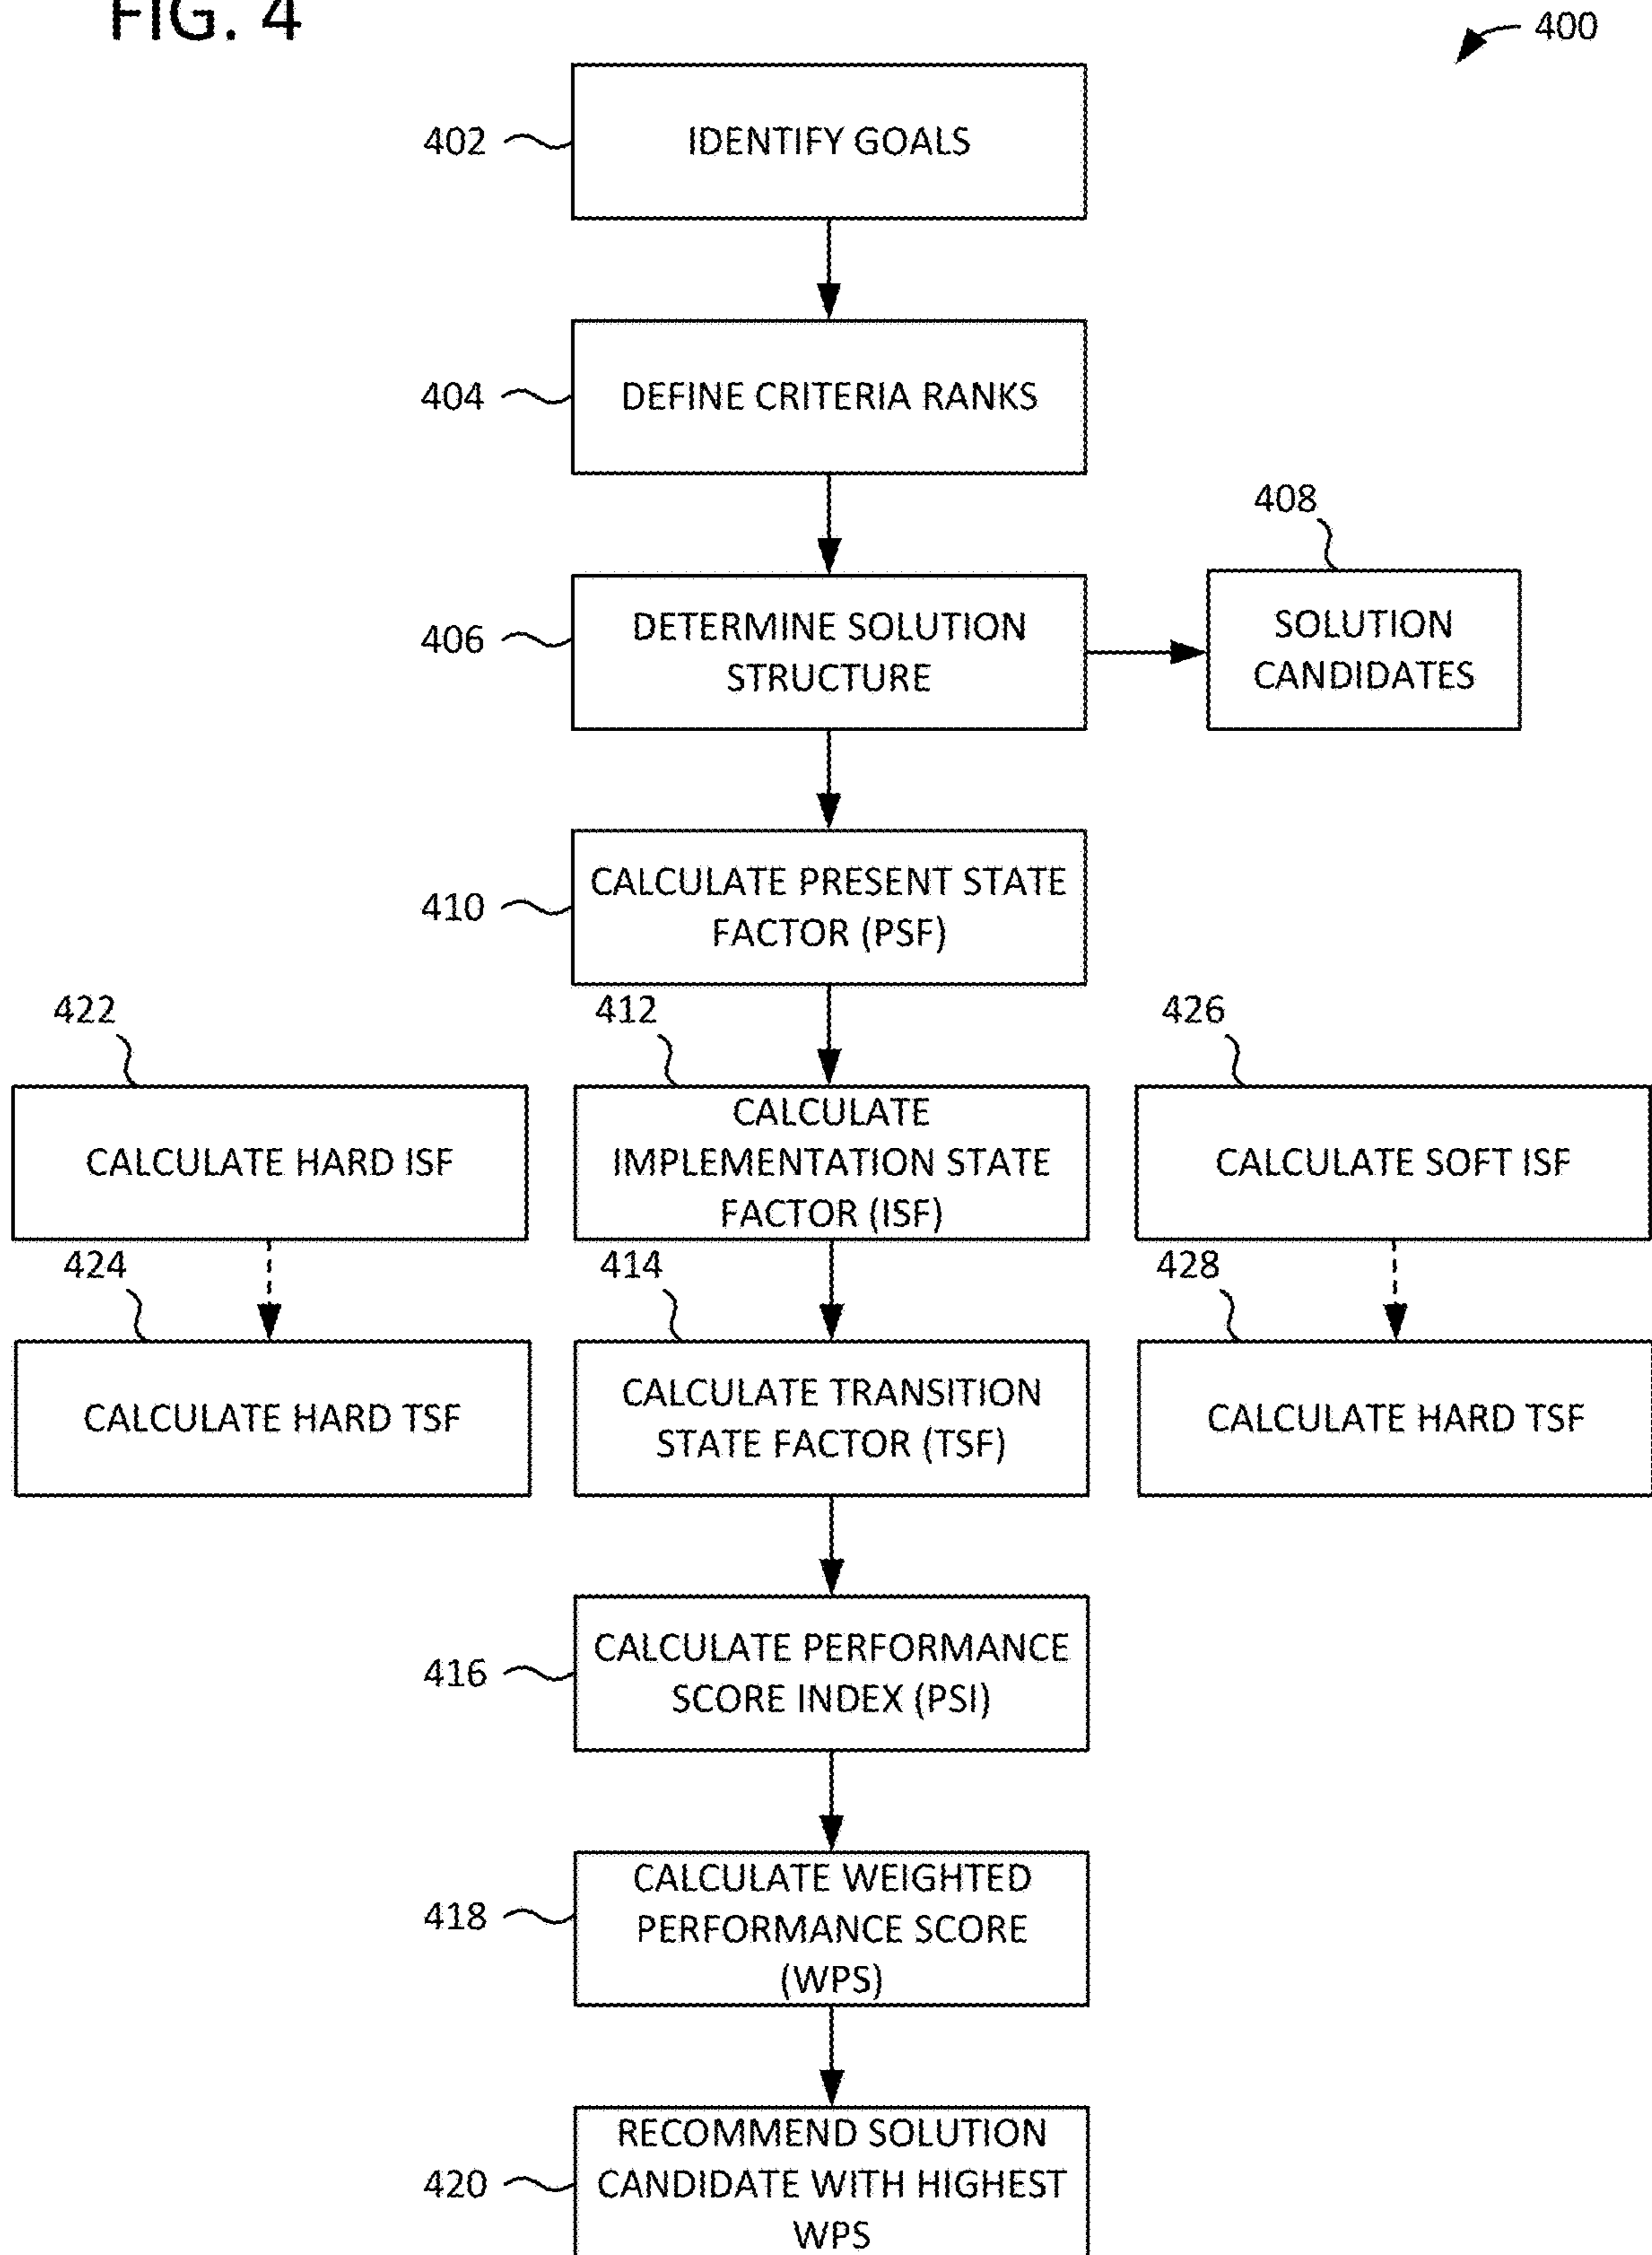 FIG. 4
400
402
IDENTIFY GOALS
404
DEFINE CRITERIA RANKS
408
406
DETERMINE SOLUTION
STRUCTURE
SOLUTION
CANDIDATES
410
CALCULATE PRESENT STATE
FACTOR (PSF)
422
412
426
CALCULATE HARD ISF
CALCULATE
IMPLEMENTATION STATE
FACTOR (ISF)
CALCULATE SOFT ISF
424
414
428
CALCULATE HARD TSF
CALCULATE TRANSITION
STATE FACTOR (TSF)
CALCULATE HARD TSF
416
CALCULATE PERFORMANCE
SCORE INDEX (PSI)
418
CALCULATE WEIGHTED
PERFORMANCE SCORE
(WPS)
420
RECOMMEND SOLUTION
CANDIDATE WITH HIGHEST
WPS